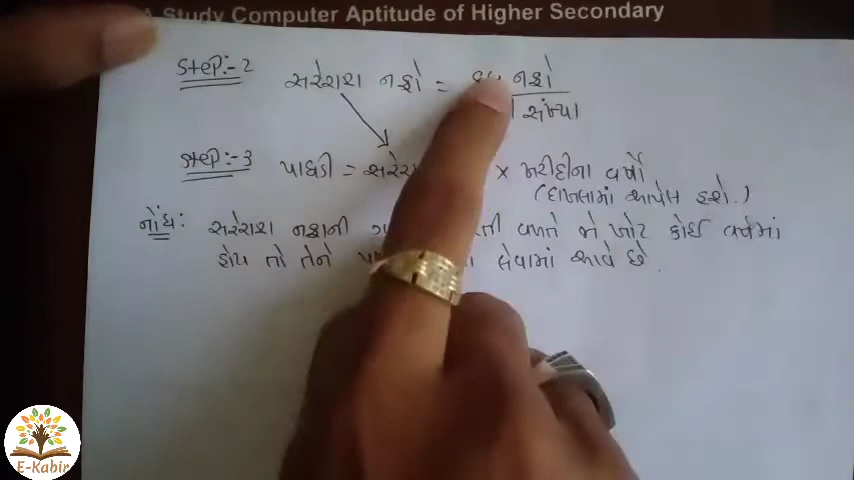 A Study Computer Aptitude of Higher Secondary
Step:-2 સરેરાશ નફો = નફો
સંખ્યા
Step:-3 પાઘડી = × ખરીદીના વર્ષો
(દાખલામાં આપેલ હશે.)
નોંધ: સરેરાશ નફાની વખતે જો ખોટ કોઈ વર્ષમાં
હોય તો તેને લેવામાં આવે છે.
E-Kabir